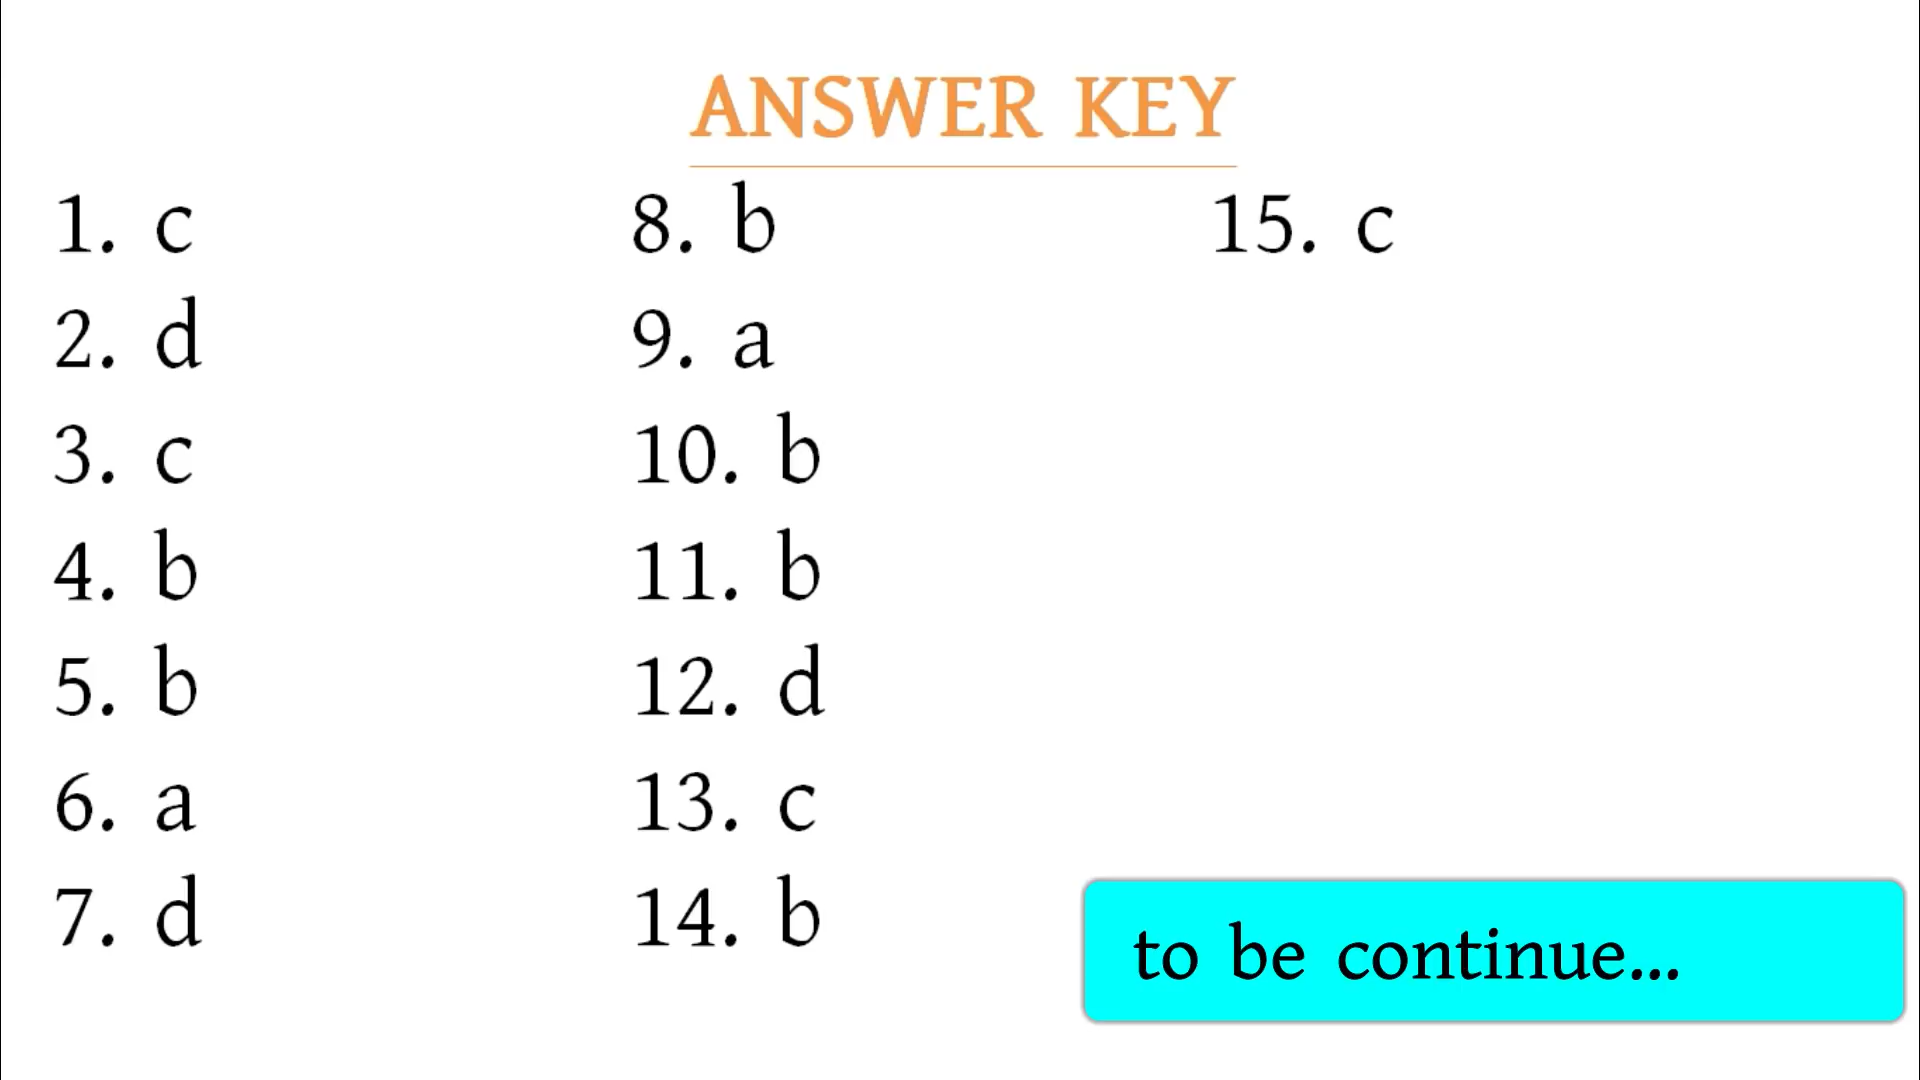 ANSWER KEY
1. c
2. d
3. c
4. b
5. b
6. a
7. d
8. b
9. a
10. b
11. b
12. d
13. c
14. b
15. c
to be continue...